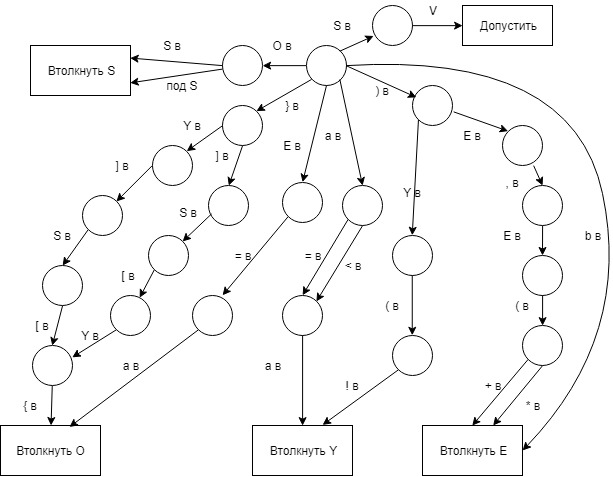 V
S в
Допустить
S в
O в
Втолкнуть S
под S
) в
} в
Y в
E в
a в
E в
] в
] в
, в
Y в
S в
S в
E в
b в
= в
= в
< в
[ в
( в
( в
[ в
Y в
a в
a в
! в
+ в
* в
{ в
Втолкнуть O
Втолкнуть Y
Втолкнуть E